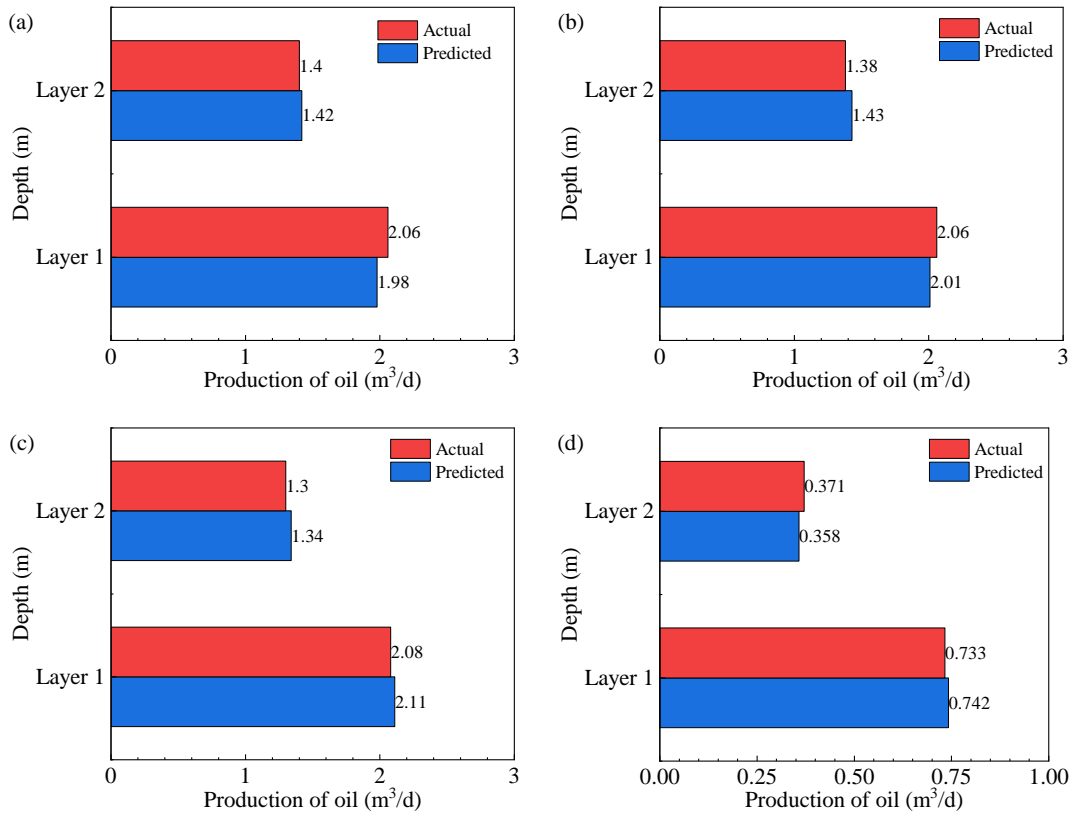 (a)
Actual
Predicted
Layer 2
1.4
1.42
Depth (m)
Layer 1
2.06
1.98
0 1 2 3
Production of oil (m³/d)
(b)
Actual
Predicted
Layer 2
1.38
1.43
Depth (m)
Layer 1
2.06
2.01
0 1 2 3
Production of oil (m³/d)
(c)
Actual
Predicted
Layer 2
1.3
1.34
Depth (m)
Layer 1
2.08
2.11
0 1 2 3
Production of oil (m³/d)
(d)
Actual
Predicted
Layer 2
0.371
0.358
Depth (m)
Layer 1
0.733
0.742
0.00 0.25 0.50 0.75 1.00
Production of oil (m³/d)